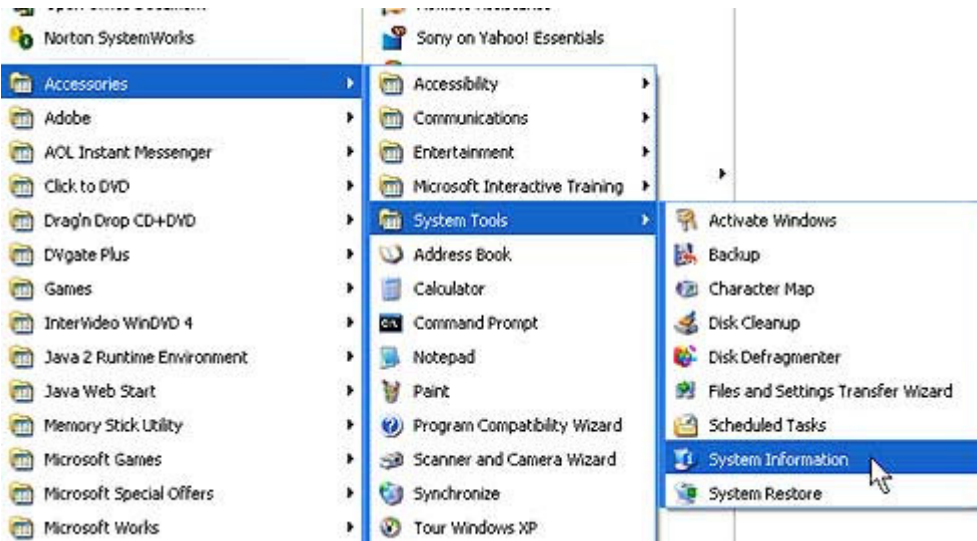 Norton SystemWorks
Accessories
Adobe
AOL Instant Messenger
Click to DVD
Drag'n Drop CD+DVD
DVgate Plus
Games
InterVideo WinDVD 4
Java 2 Runtime Environment
Java Web Start
Memory Stick Utility
Microsoft Games
Microsoft Special Offers
Microsoft Works
Sony on Yahoo! Essentials
Accessibility
Communications
Entertainment
Microsoft Interactive Training
System Tools
Address Book
Calculator
Command Prompt
Notepad
Paint
Program Compatibility Wizard
Scanner and Camera Wizard
Synchronize
Tour Windows XP
Activate Windows
Backup
Character Map
Disk Cleanup
Disk Defragmenter
Files and Settings Transfer Wizard
Scheduled Tasks
System Information
System Restore